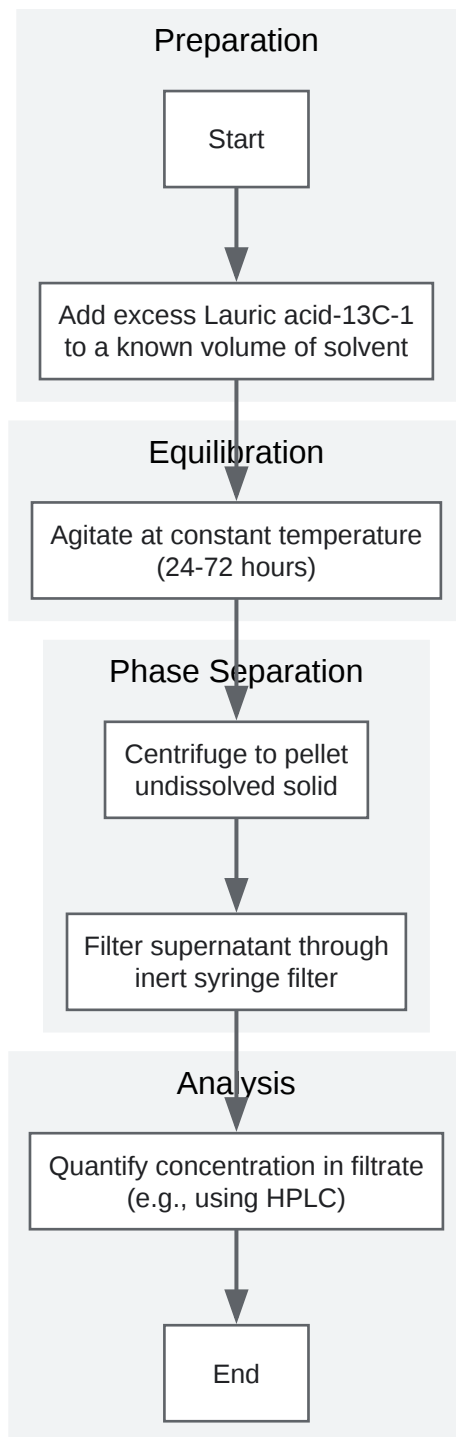 Preparation
Start
Add excess Lauric acid-13C-1
to a known volume of solvent
Equilibration
Agitate at constant temperature
(24-72 hours)
Phase Separation
Centrifuge to pellet
undissolved solid
Filter supernatant through
inert syringe filter
Analysis
Quantify concentration in filtrate
(e.g., using HPLC)
End